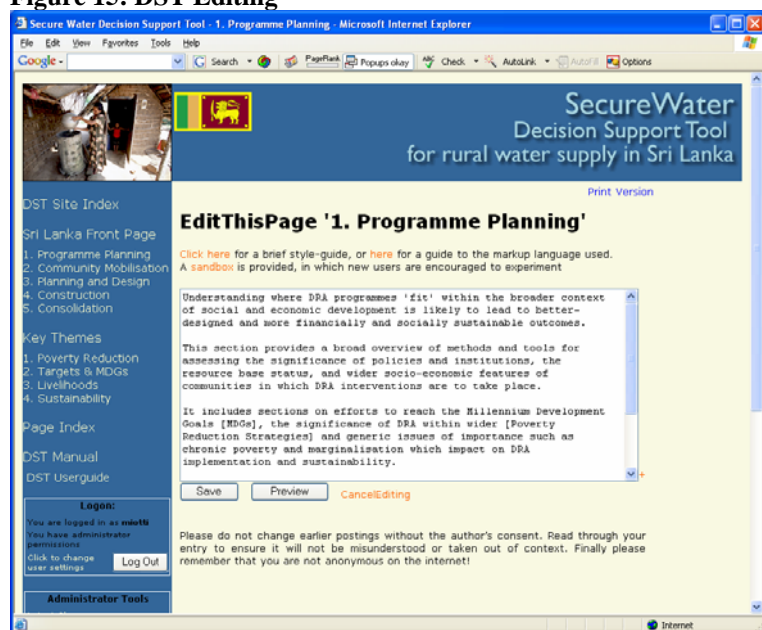 Figure 15: DST Editing
Secure Water Decision Support Tool - 1. Programme Planning - Microsoft Internet Explorer
File Edit View Favorites Tools Help
Google - Search PageRank Popups okay Check AutoLink AutoFill Options
SecureWater
Decision Support Tool
for rural water supply in Sri Lanka
Print Version
DST Site Index
Sri Lanka Front Page
1. Programme Planning
2. Community Mobilisation
3. Planning and Design
4. Construction
5. Consolidation
Key Themes
1. Poverty Reduction
2. Targets & MDGs
3. Livelihoods
4. Sustainability
Page Index
DST Manual
DST Userguide
Logon:
You are logged in as miotti
You have administrator
permissions
Click to change
user settings
Log Out
Administrator Tools
EditThisPage '1. Programme Planning'
Click here for a brief style-guide, or here for a guide to the markup language used.
A sandbox is provided, in which new users are encouraged to experiment
Understanding where DRA programmes 'fit' within the broader context
of social and economic development is likely to lead to better-
designed and more financially and socially sustainable outcomes.
This section provides a broad overview of methods and tools for
assessing the significance of policies and institutions, the
resource base status, and wider socio-economic features of
communities in which DRA interventions are to take place.
It includes sections on efforts to reach the Millennium Development
Goals [MDGs], the significance of DRA within wider [Poverty
Reduction Strategies] and generic issues of importance such as
chronic poverty and marginalisation which impact on DRA
implementation and sustainability.
+
Save Preview CancelEditing
Please do not change earlier postings without the author's consent. Read through your
entry to ensure it will not be misunderstood or taken out of context. Finally please
remember that you are not anonymous on the internet!
Internet